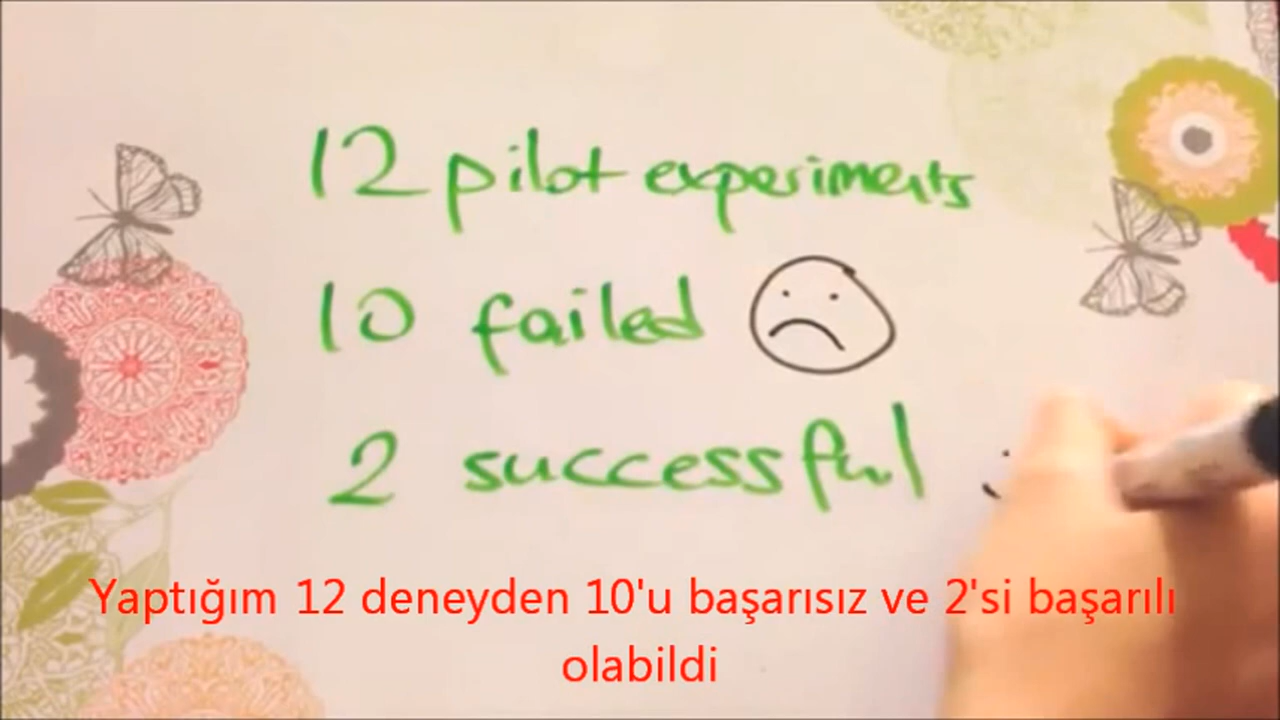 12 pilot experiments
10 failed
2 successful
Yaptığım 12 deneyden 10'u başarısız ve 2'si başarılı
olabildi